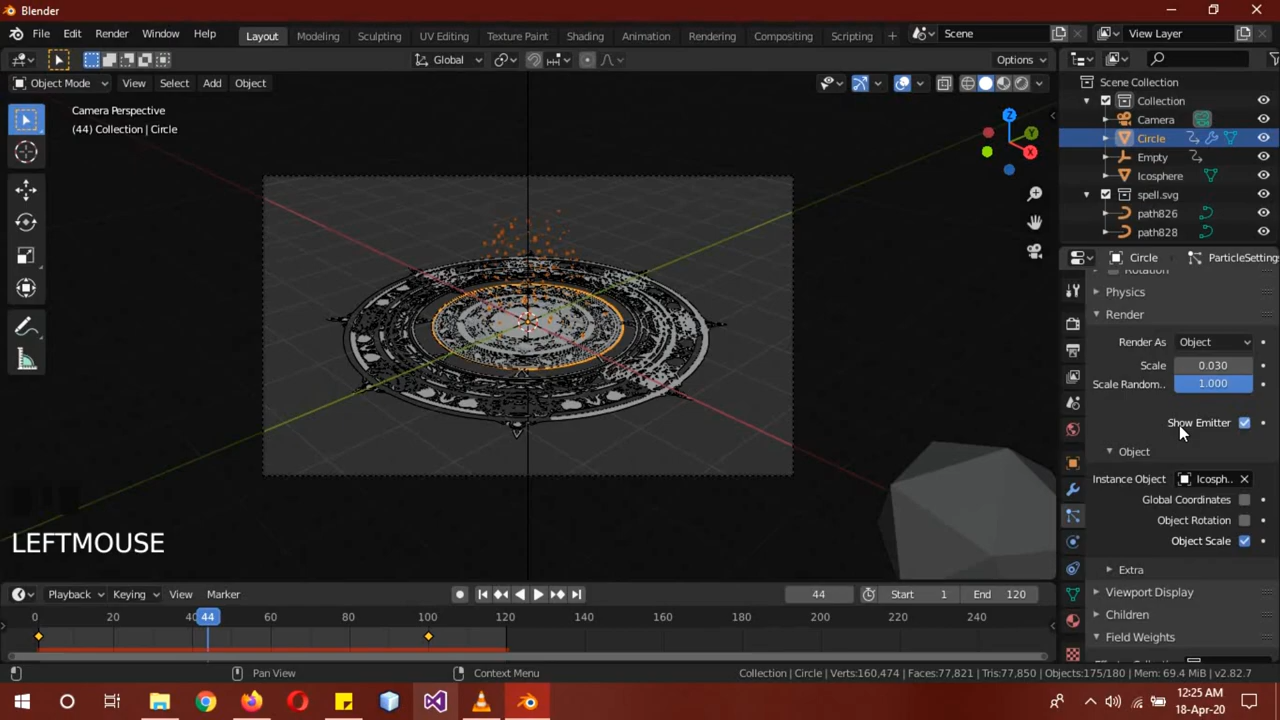 Blender
File Edit Render Window Help Layout Modeling Sculpting UV Editing Texture Paint Shading Animation Rendering Compositing Scripting + Scene View Layer
Global Options
Object Mode View Select Add Object
Camera Perspective
(44) Collection | Circle
Z
Y
X
LEFTMOUSE
Scene Collection
Collection
Camera
Circle
Empty
Icosphere
spell.svg
path826
path828
Circle ParticleSettings
Rotation
Physics
Render
Render As Object
Scale 0.030
Scale Random.. 1.000
Show Emitter
Object
Instance Object Icosph..
Global Coordinates
Object Rotation
Object Scale
Extra
Viewport Display
Children
Field Weights
Playback Keying View Marker 44 Start 1 End 120
0 20 40 44 60 80 100 120 140 160 180 200 220 240
Pan View Context Menu Collection | Circle | Verts:160,474 | Faces:77,821 | Tris:77,850 | Objects:175/180 | Mem: 69.4 MiB | v2.82.7
12:25 AM
18-Apr-20